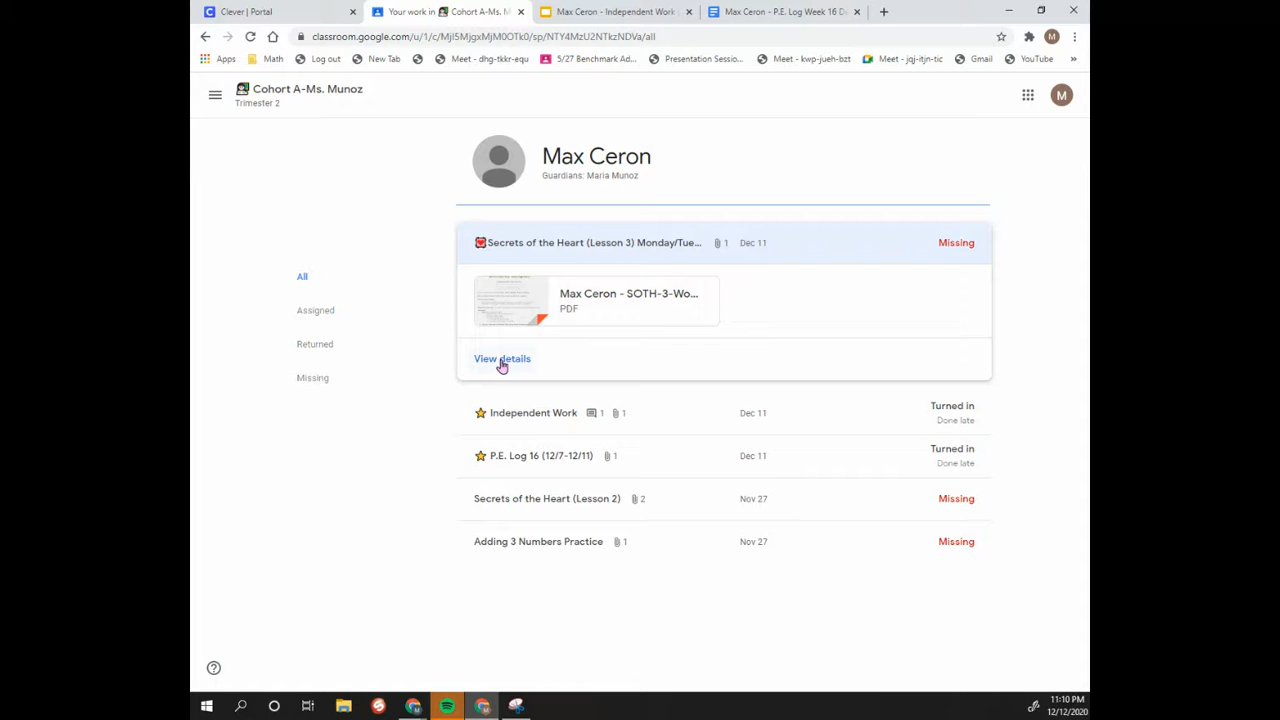 Clever | Portal
Your work in Cohort A-Ms. M
Max Ceron - Independent Work
Max Ceron - P.E. Log Week 16 D
classroom.google.com/u/1/c/MjI5MjgxMjM0OTk0/sp/NTY4MzU2NTkzNDVa/all
M
Apps
Math
Log out
New Tab
Meet - dhg-tkkr-equ
5/27 Benchmark Ad...
Presentation Sessio...
Meet - kwp-jueh-bzt
Meet - jqj-itjn-tic
Gmail
YouTube
»
Cohort A-Ms. Munoz
Trimester 2
M
Max Ceron
Guardians: Maria Munoz
Secrets of the Heart (Lesson 3) Monday/Tue... 1 Dec 11 Missing
All
Max Ceron - SOTH-3-Wo...
PDF
Assigned
Returned
View details
Missing
Independent Work 1 1 Dec 11 Turned in
Done late
P.E. Log 16 (12/7-12/11) 1 Dec 11 Turned in
Done late
Secrets of the Heart (Lesson 2) 2 Nov 27 Missing
Adding 3 Numbers Practice 1 Nov 27 Missing
11:10 PM
12/12/2020